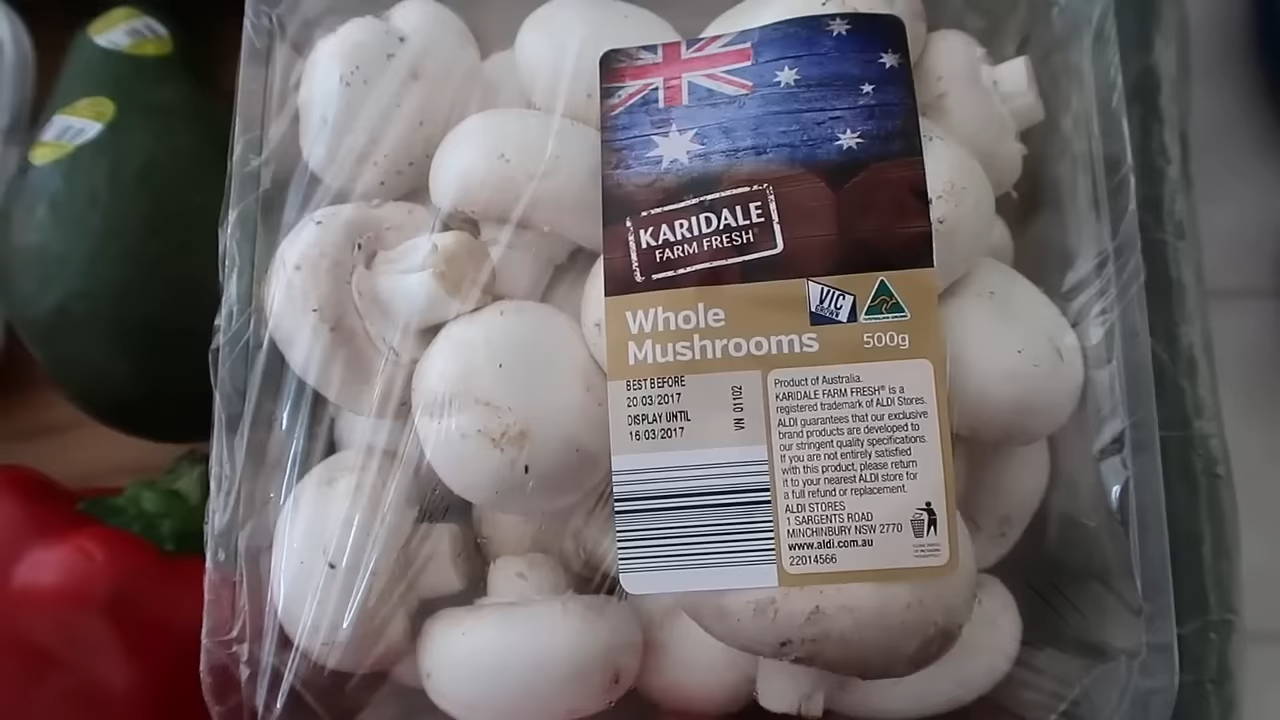 KARIDALE
FARM FRESH®
VIC
GROWN
Whole
Mushrooms
500g
BEST BEFORE
20/03/2017
DISPLAY UNTIL
16/03/2017
VN 01102
Product of Australia.
KARIDALE FARM FRESH® is a
registered trademark of ALDI Stores.
ALDI guarantees that our exclusive
brand products are developed to
our stringent quality specifications.
If you are not entirely satisfied
with this product, please return
it to your nearest ALDI store for
a full refund or replacement.
ALDI STORES
1 SARGENTS ROAD
MINCHINBURY NSW 2770
www.aldi.com.au
22014566